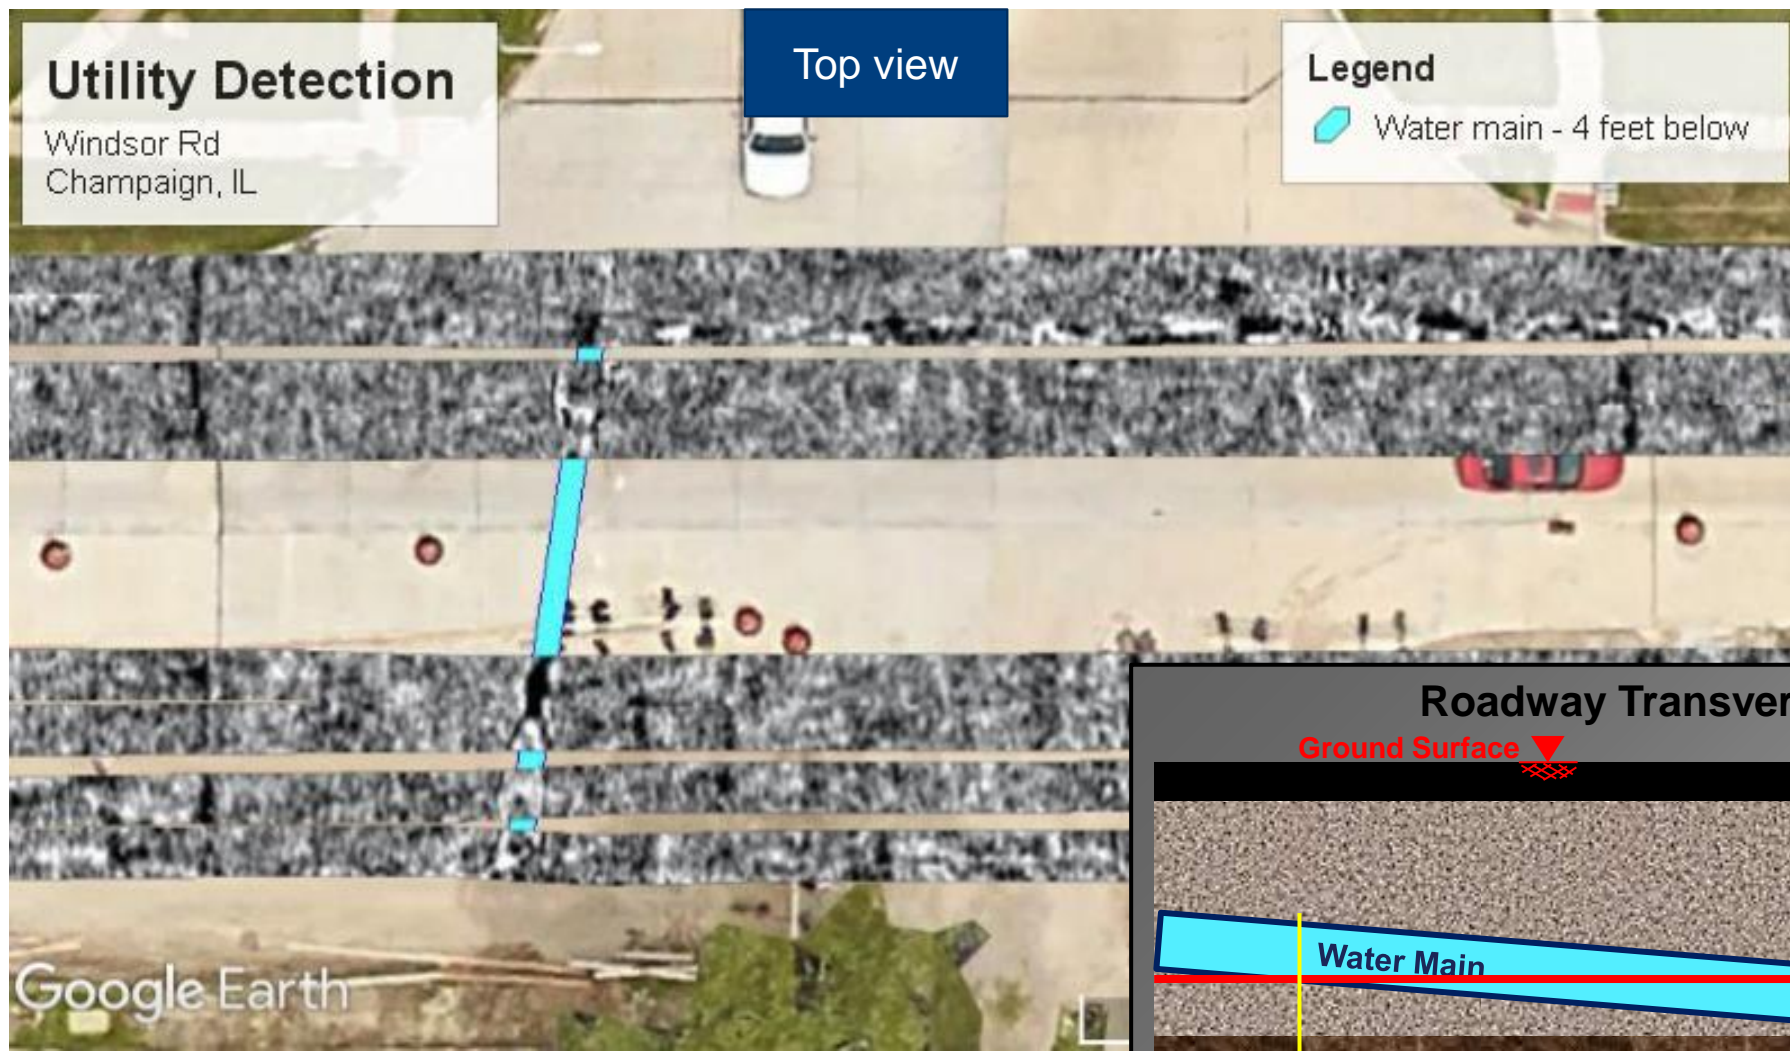 Utility Detection
Windsor Rd
Champaign, IL
Top view
Legend
Water main - 4 feet below
Roadway Transver
Ground Surface
Water Main
Google Earth